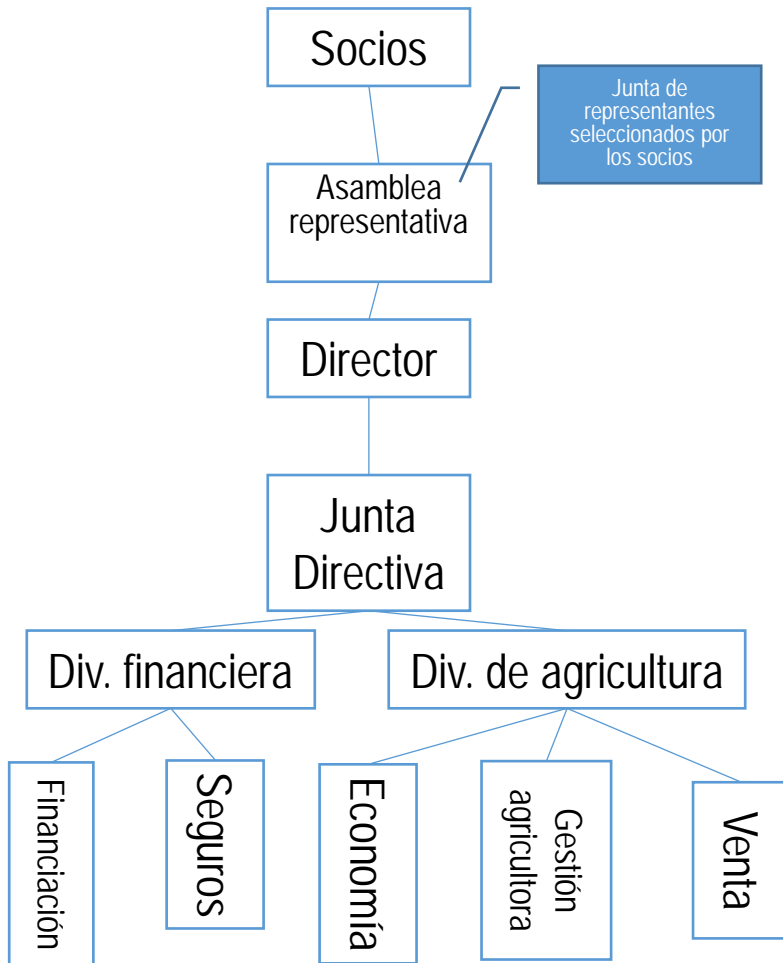 Socios
Junta de
representantes
seleccionados por
los socios
Asamblea
representativa
Director
Junta
Directiva
Div. financiera
Div. de agricultura
Financiación
Seguros
Economía
Gestión
agricultora
Venta